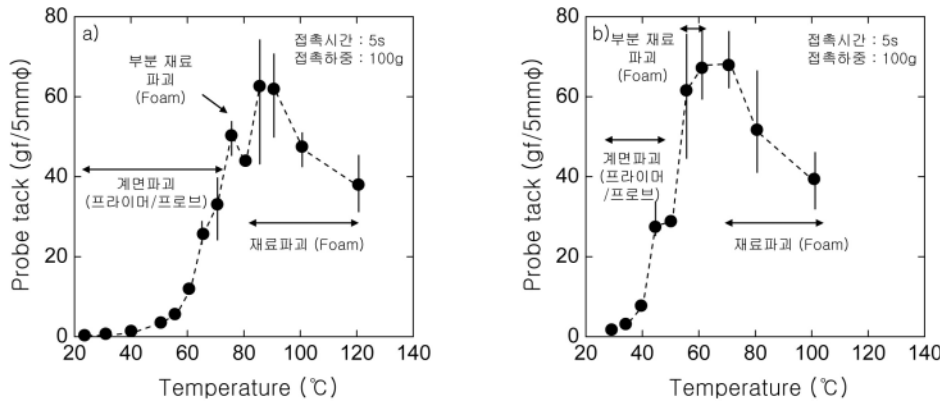 a)
접촉시간 : 5s
접촉하중 : 100g
부분 재료
파괴
(Foam)
계면파괴
(프라이머/프로브)
재료파괴 (Foam)
Probe tack (gf/5mmϕ)
80
60
40
20
0
20 40 60 80 100 120 140
Temperature (℃)
b)
접촉시간 : 5s
접촉하중 : 100g
부분 재료
파괴
(Foam)
계면파괴
(프라이머
/프로브)
재료파괴 (Foam)
Probe tack (gf/5mmϕ)
80
60
40
20
0
20 40 60 80 100 120 140
Temperature (℃)